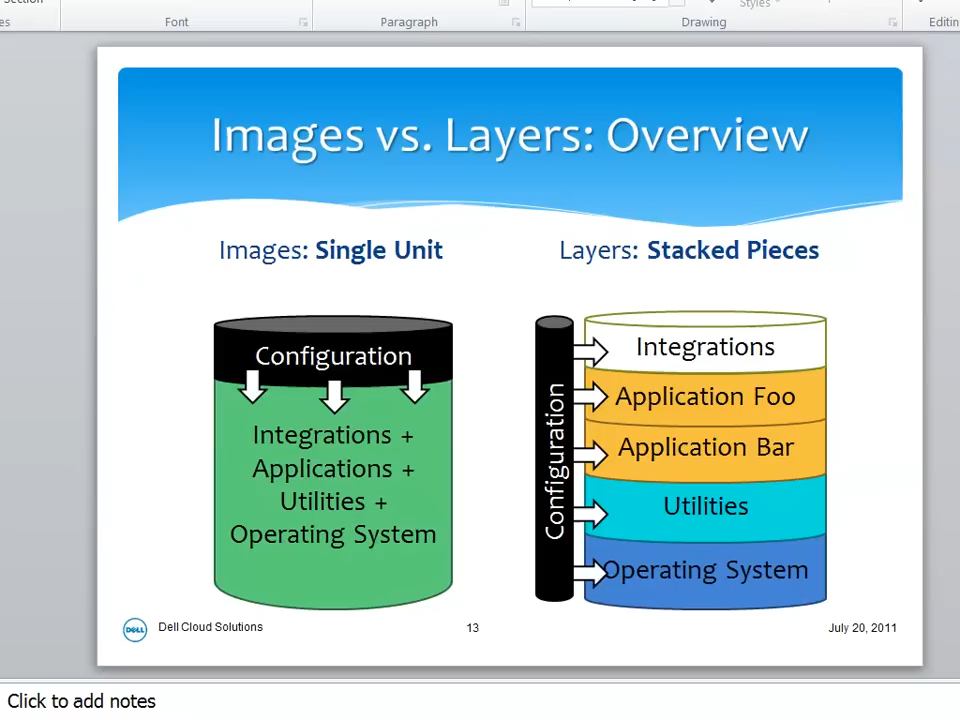 Font
Paragraph
Styles
Drawing
Images vs. Layers: Overview
Images: Single Unit
Layers: Stacked Pieces
Configuration
Integrations +
Applications +
Utilities +
Operating System
Configuration
Integrations
Application Foo
Application Bar
Utilities
Operating System
DELL
Dell Cloud Solutions
13
July 20, 2011
Click to add notes